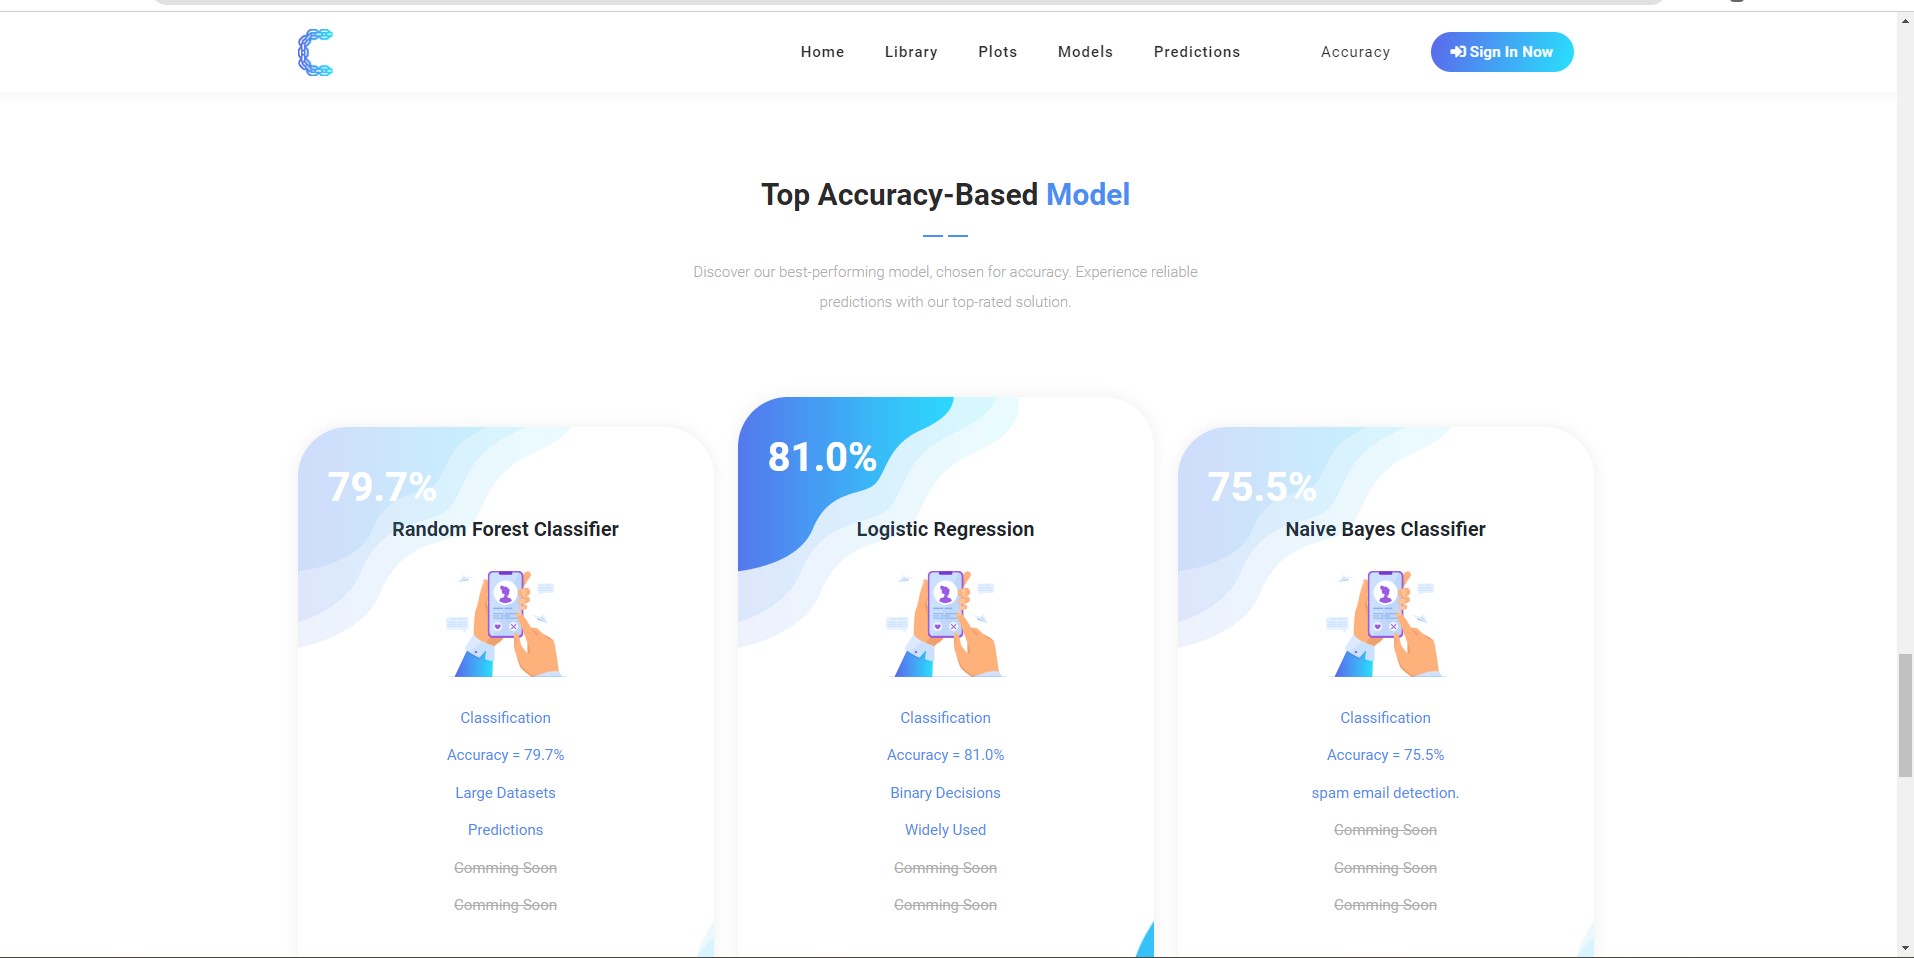 Home Library Plots Models Predictions Accuracy Sign In Now
Top Accuracy-Based Model
Discover our best-performing model, chosen for accuracy. Experience reliable
predictions with our top-rated solution.
79.7%
Random Forest Classifier
Classification
Accuracy = 79.7%
Large Datasets
Predictions
Comming Soon
Comming Soon
81.0%
Logistic Regression
Classification
Accuracy = 81.0%
Binary Decisions
Widely Used
Comming Soon
Comming Soon
75.5%
Naive Bayes Classifier
Classification
Accuracy = 75.5%
spam email detection.
Comming Soon
Comming Soon
Comming Soon